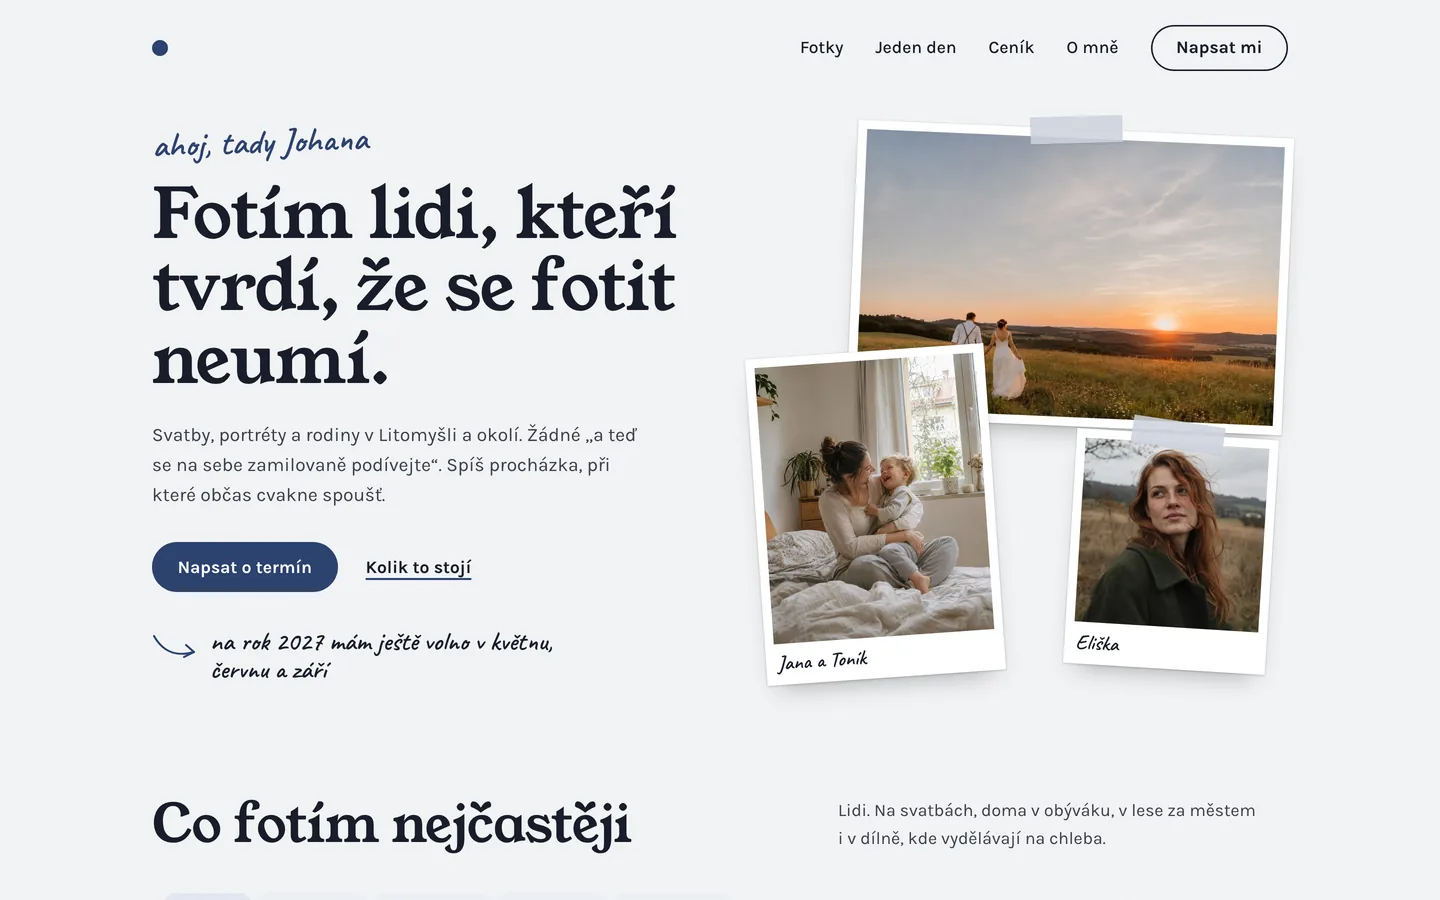 Fotky
Jeden den
Ceník
O mně
Napsat mi
ahoj, tady Johana
Fotím lidi, kteří
tvrdí, že se fotit
neumí.
Svatby, portréty a rodiny v Litomyšli a okolí. Žádné „a teď
se na sebe zamilovaně podívejte“. Spíš procházka, při
které občas cvakne spoušť.
Napsat o termín
Kolik to stojí
na rok 2027 mám ještě volno v květnu,
červnu a září
Jana a Toník
Eliška
Co fotím nejčastěji
Lidi. Na svatbách, doma v obýváku, v lese za městem
i v dílně, kde vydělávají na chleba.